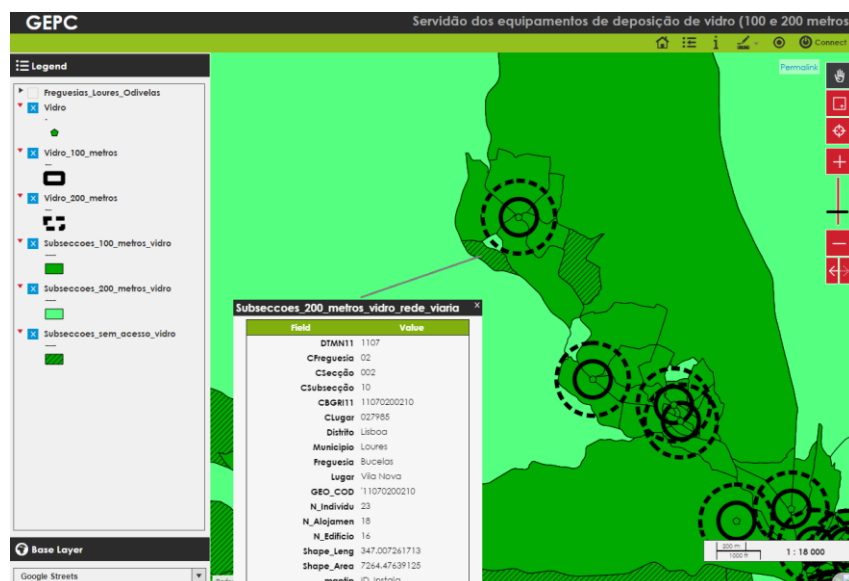 GEPC
Servidão dos equipamentos de deposição de vidro (100 e 200 metros
Connect
Legend
Permalink
Freguesias_Loures_Odivelas
Vidro
Vidro_100_metros
Vidro_200_metros
Subseccoes_100_metros_vidro
Subseccoes_200_metros_vidro
Subseccoes_sem_acesso_vidro
Subseccoes_200_metros_vidro_rede_viaria x
Field Value
DTMN11 1107
CFreguesia 02
CSecção 002
CSubsecção 10
CBGRI11 11070200210
CLugar 027985
Distrito Lisboa
Municipio Loures
Freguesia Bucelas
Lugar Vila Nova
GEO_COD '11070200210
N_Individu 23
N_Alojamen 18
N_Edificio 16
Shape_Leng 347.007261713
Shape_Area 7264.47639125
Base Layer
Google Streets
200 m
1000 ft
1 : 18 000